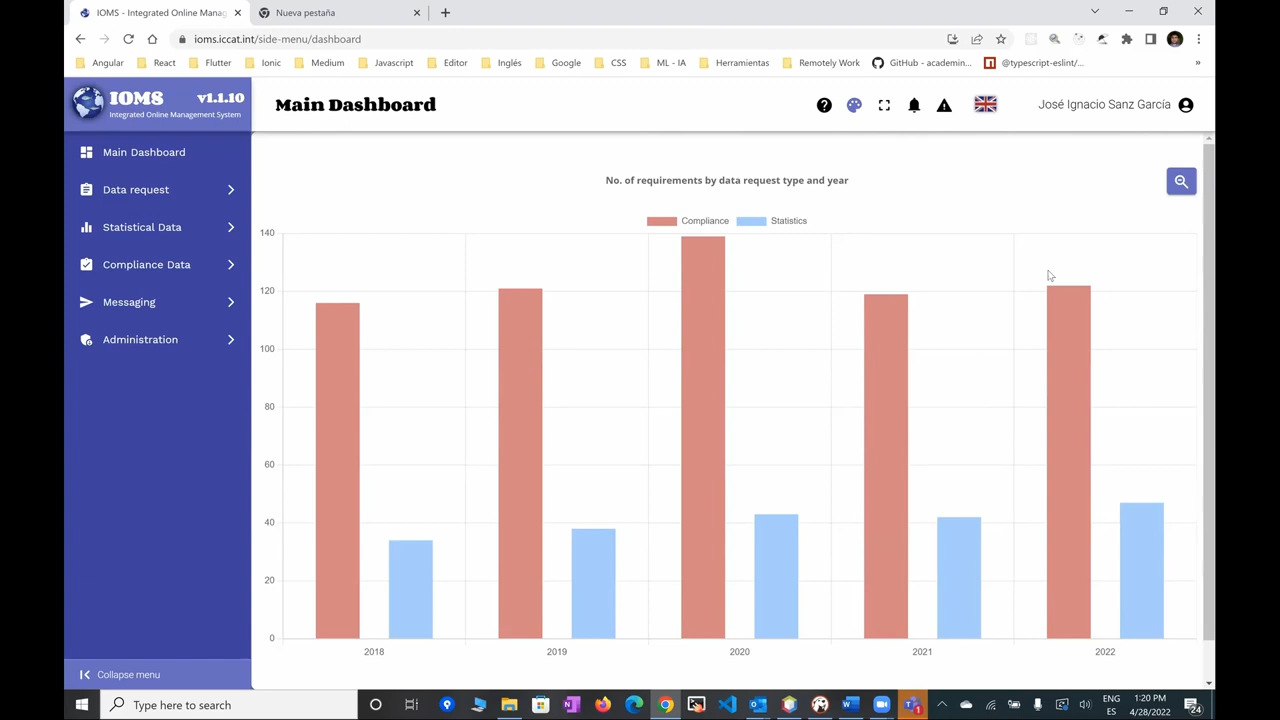 IOMS - Integrated Online Manag
Nueva pestaña
ioms.iccat.int/side-menu/dashboard
Angular
React
Flutter
Ionic
Medium
Javascript
Editor
Inglés
Google
CSS
ML - IA
Herramientas
Remotely Work
GitHub - academin...
@typescript-eslint/...
»
IOMS v1.1.10
Integrated Online Management System
Main Dashboard
José Ignacio Sanz García
Main Dashboard
Data request
Statistical Data
Compliance Data
Messaging
Administration
Collapse menu
No. of requirements by data request type and year
Compliance
Statistics
140
120
100
80
60
40
20
0
2018
2019
2020
2021
2022
Type here to search
1
ENG
ES
1:20 PM
4/28/2022
24